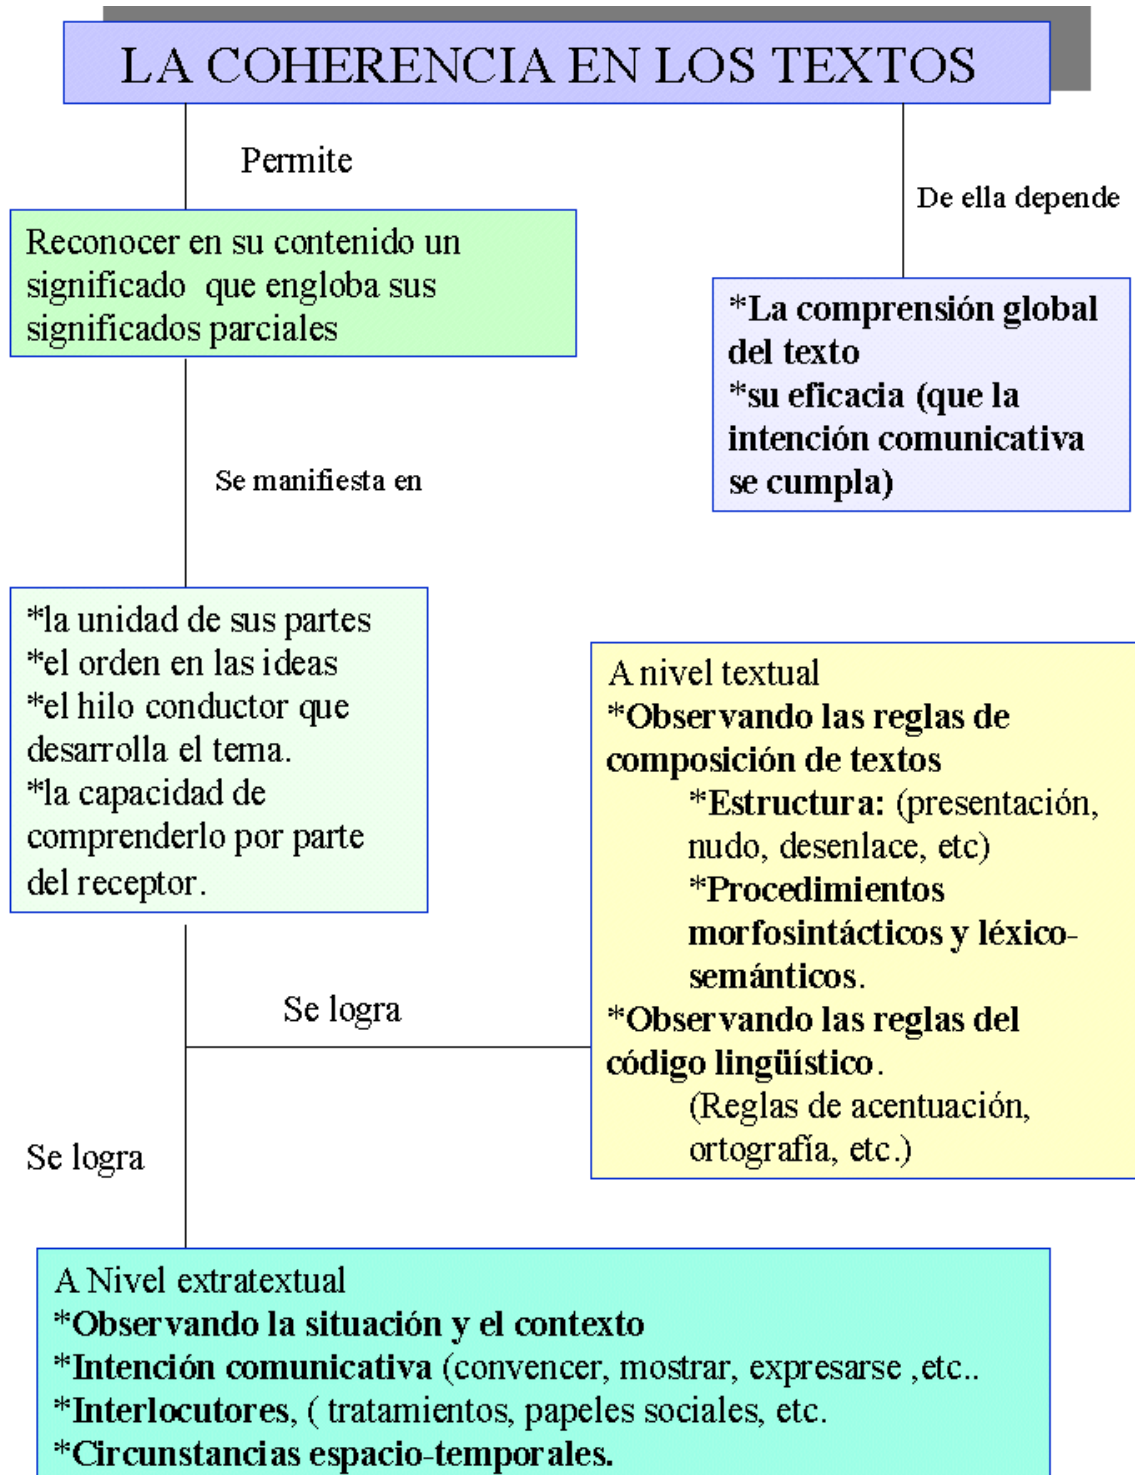 LA COHERENCIA EN LOS TEXTOS
Permite
De ella depende
Reconocer en su contenido un
significado que engloba sus
significados parciales
*La comprensión global
del texto
*su eficacia (que la
intención comunicativa
se cumpla)
Se manifiesta en
*la unidad de sus partes
*el orden en las ideas
*el hilo conductor que
desarrolla el tema.
*la capacidad de
comprenderlo por parte
del receptor.
A nivel textual
*Observando las reglas de
composición de textos
*Estructura: (presentación,
nudo, desenlace, etc)
*Procedimientos
morfosintácticos y léxico-
semánticos.
*Observando las reglas del
código lingüístico.
(Reglas de acentuación,
ortografía, etc.)
Se logra
Se logra
A Nivel extratextual
*Observando la situación y el contexto
*Intención comunicativa (convencer, mostrar, expresarse ,etc..
*Interlocutores, ( tratamientos, papeles sociales, etc.
*Circunstancias espacio-temporales.